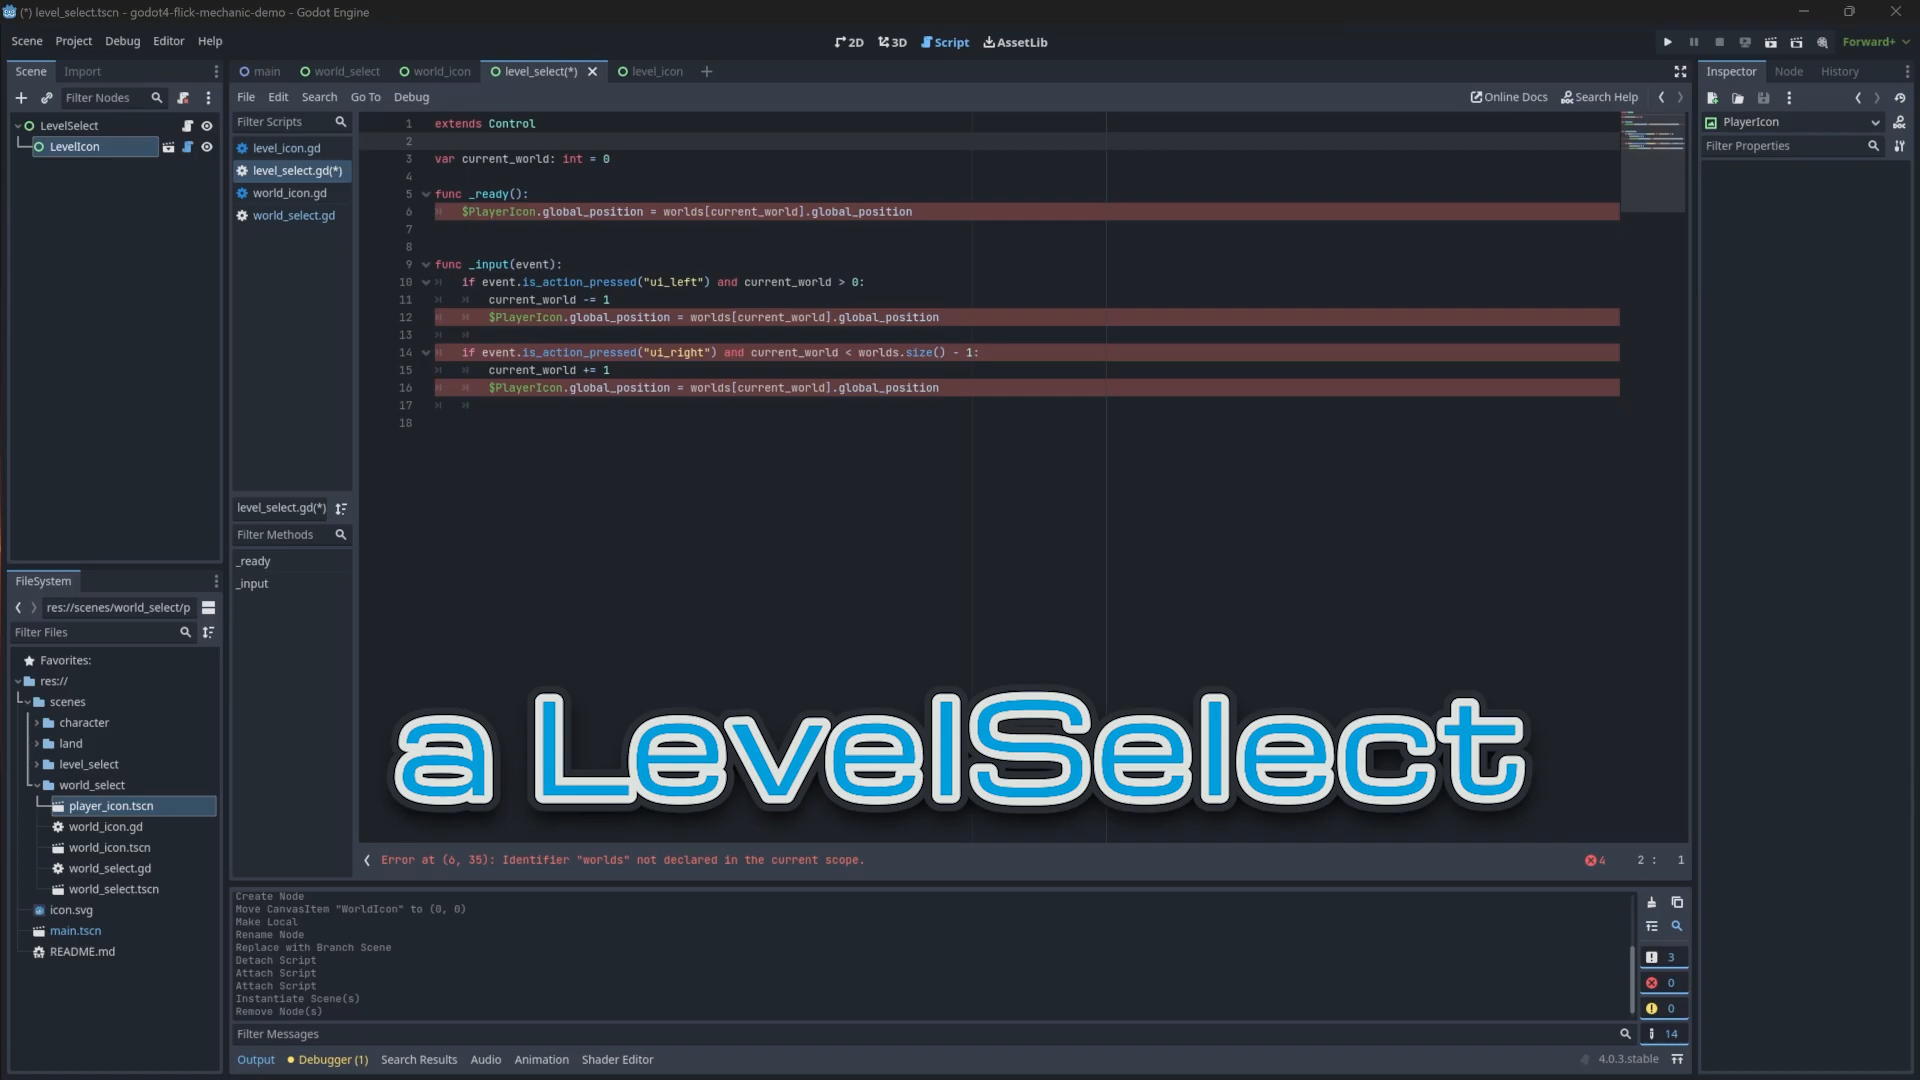 (*) level_select.tscn - godot4-flick-mechanic-demo - Godot Engine
Scene Project Debug Editor Help
2D 3D Script AssetLib
Forward+
Scene Import
Filter Nodes
LevelSelect
LevelIcon
main world_select world_icon level_select(*) level_icon
File Edit Search Go To Debug
Online Docs Search Help
Filter Scripts
level_icon.gd
level_select.gd(*)
world_icon.gd
world_select.gd
level_select.gd(*)
Filter Methods
_ready
_input
1 extends Control
2
3 var current_world: int = 0
4
5 func _ready():
6 $PlayerIcon.global_position = worlds[current_world].global_position
7
8
9 func _input(event):
10 if event.is_action_pressed("ui_left") and current_world > 0:
11 current_world -= 1
12 $PlayerIcon.global_position = worlds[current_world].global_position
13
14 if event.is_action_pressed("ui_right") and current_world < worlds.size() - 1:
15 current_world += 1
16 $PlayerIcon.global_position = worlds[current_world].global_position
17
18
a LevelSelect
Error at (6, 35): Identifier "worlds" not declared in the current scope.
4 2 : 1
Inspector Node History
PlayerIcon
Filter Properties
FileSystem
res://scenes/world_select/p
Filter Files
Favorites:
res://
scenes
character
land
level_select
world_select
player_icon.tscn
world_icon.gd
world_icon.tscn
world_select.gd
world_select.tscn
icon.svg
main.tscn
README.md
Create Node
Move CanvasItem "WorldIcon" to (0, 0)
Make Local
Rename Node
Replace with Branch Scene
Detach Script
Attach Script
Attach Script
Instantiate Scene(s)
Remove Node(s)
3
0
0
14
Filter Messages
Output Debugger (1) Search Results Audio Animation Shader Editor
4.0.3.stable